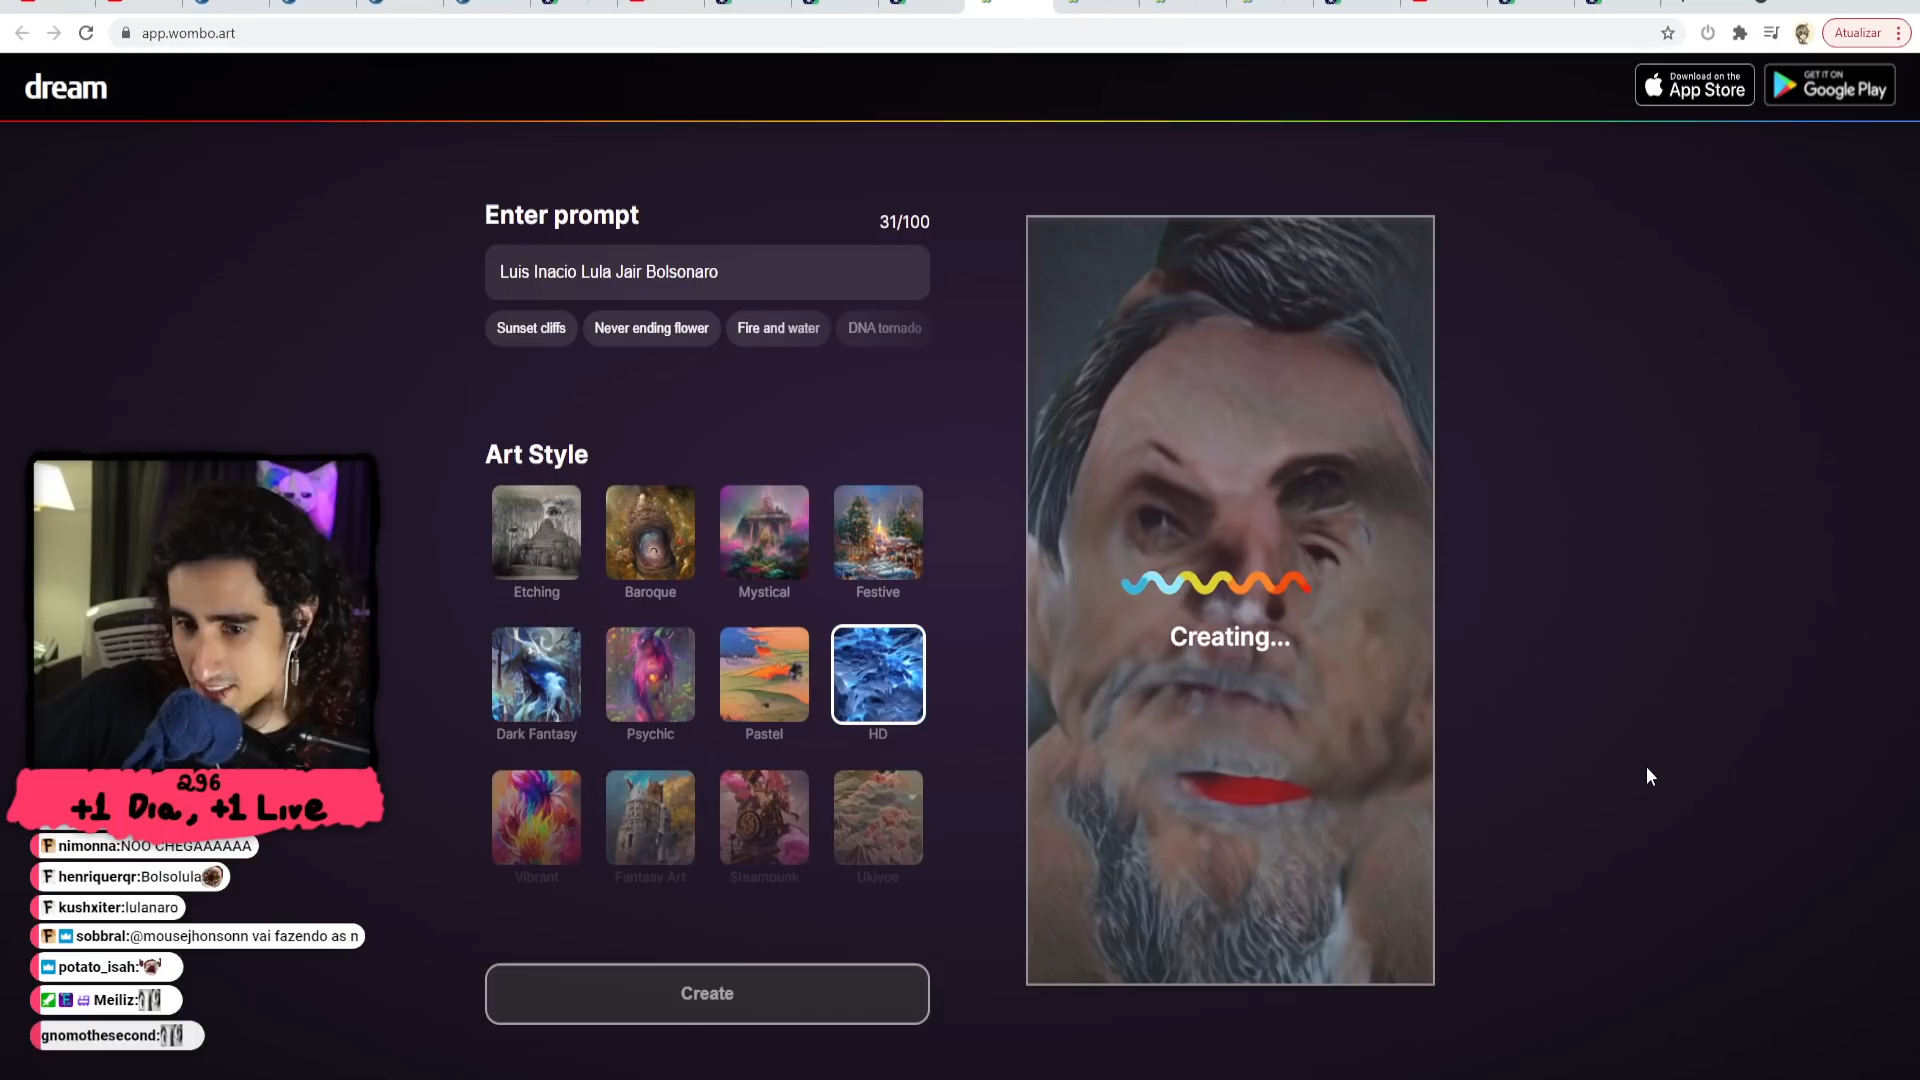 app.wombo.art
Atualizar
dream
Download on the
App Store
GET IT ON
Google Play
Enter prompt
31/100
Luis Inacio Lula Jair Bolsonaro
Sunset cliffs
Never ending flower
Fire and water
DNA tornado
Art Style
Etching
Baroque
Mystical
Festive
Dark Fantasy
Psychic
Pastel
HD
Vibrant
Fantasy Art
Steampunk
Ukiyoe
Create
Creating...
296
+1 Dia, +1 Live
nimonna:NOO CHEGAAAAAA
henriquerqr:Bolsolula
kushxiter:lulanaro
sobbral:@mousejhonsonn vai fazendo as n
potato_isah:
Meiliz:
gnomothesecond: